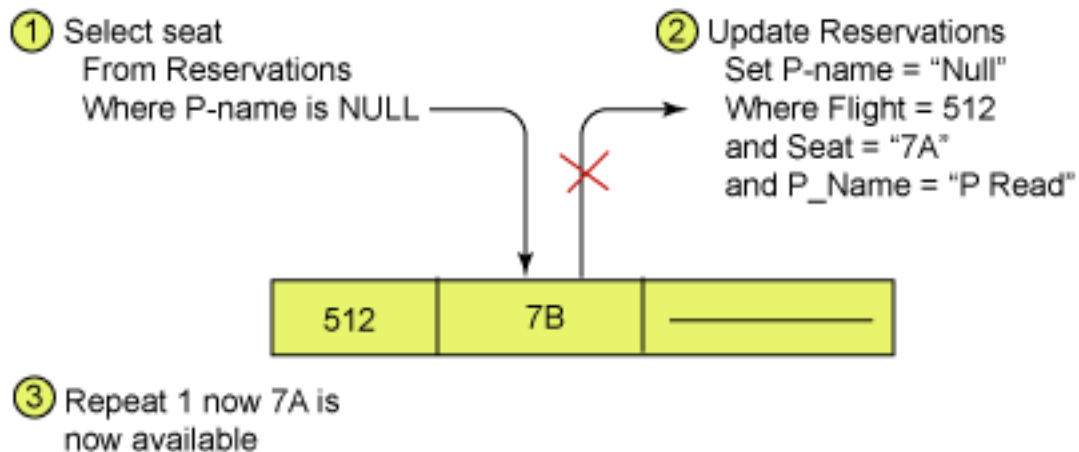 1 Select seat
From Reservations
Where P-name is NULL
2 Update Reservations
Set P-name = “Null”
Where Flight = 512
and Seat = “7A”
and P_Name = “P Read”
512 7B
3 Repeat 1 now 7A is
now available